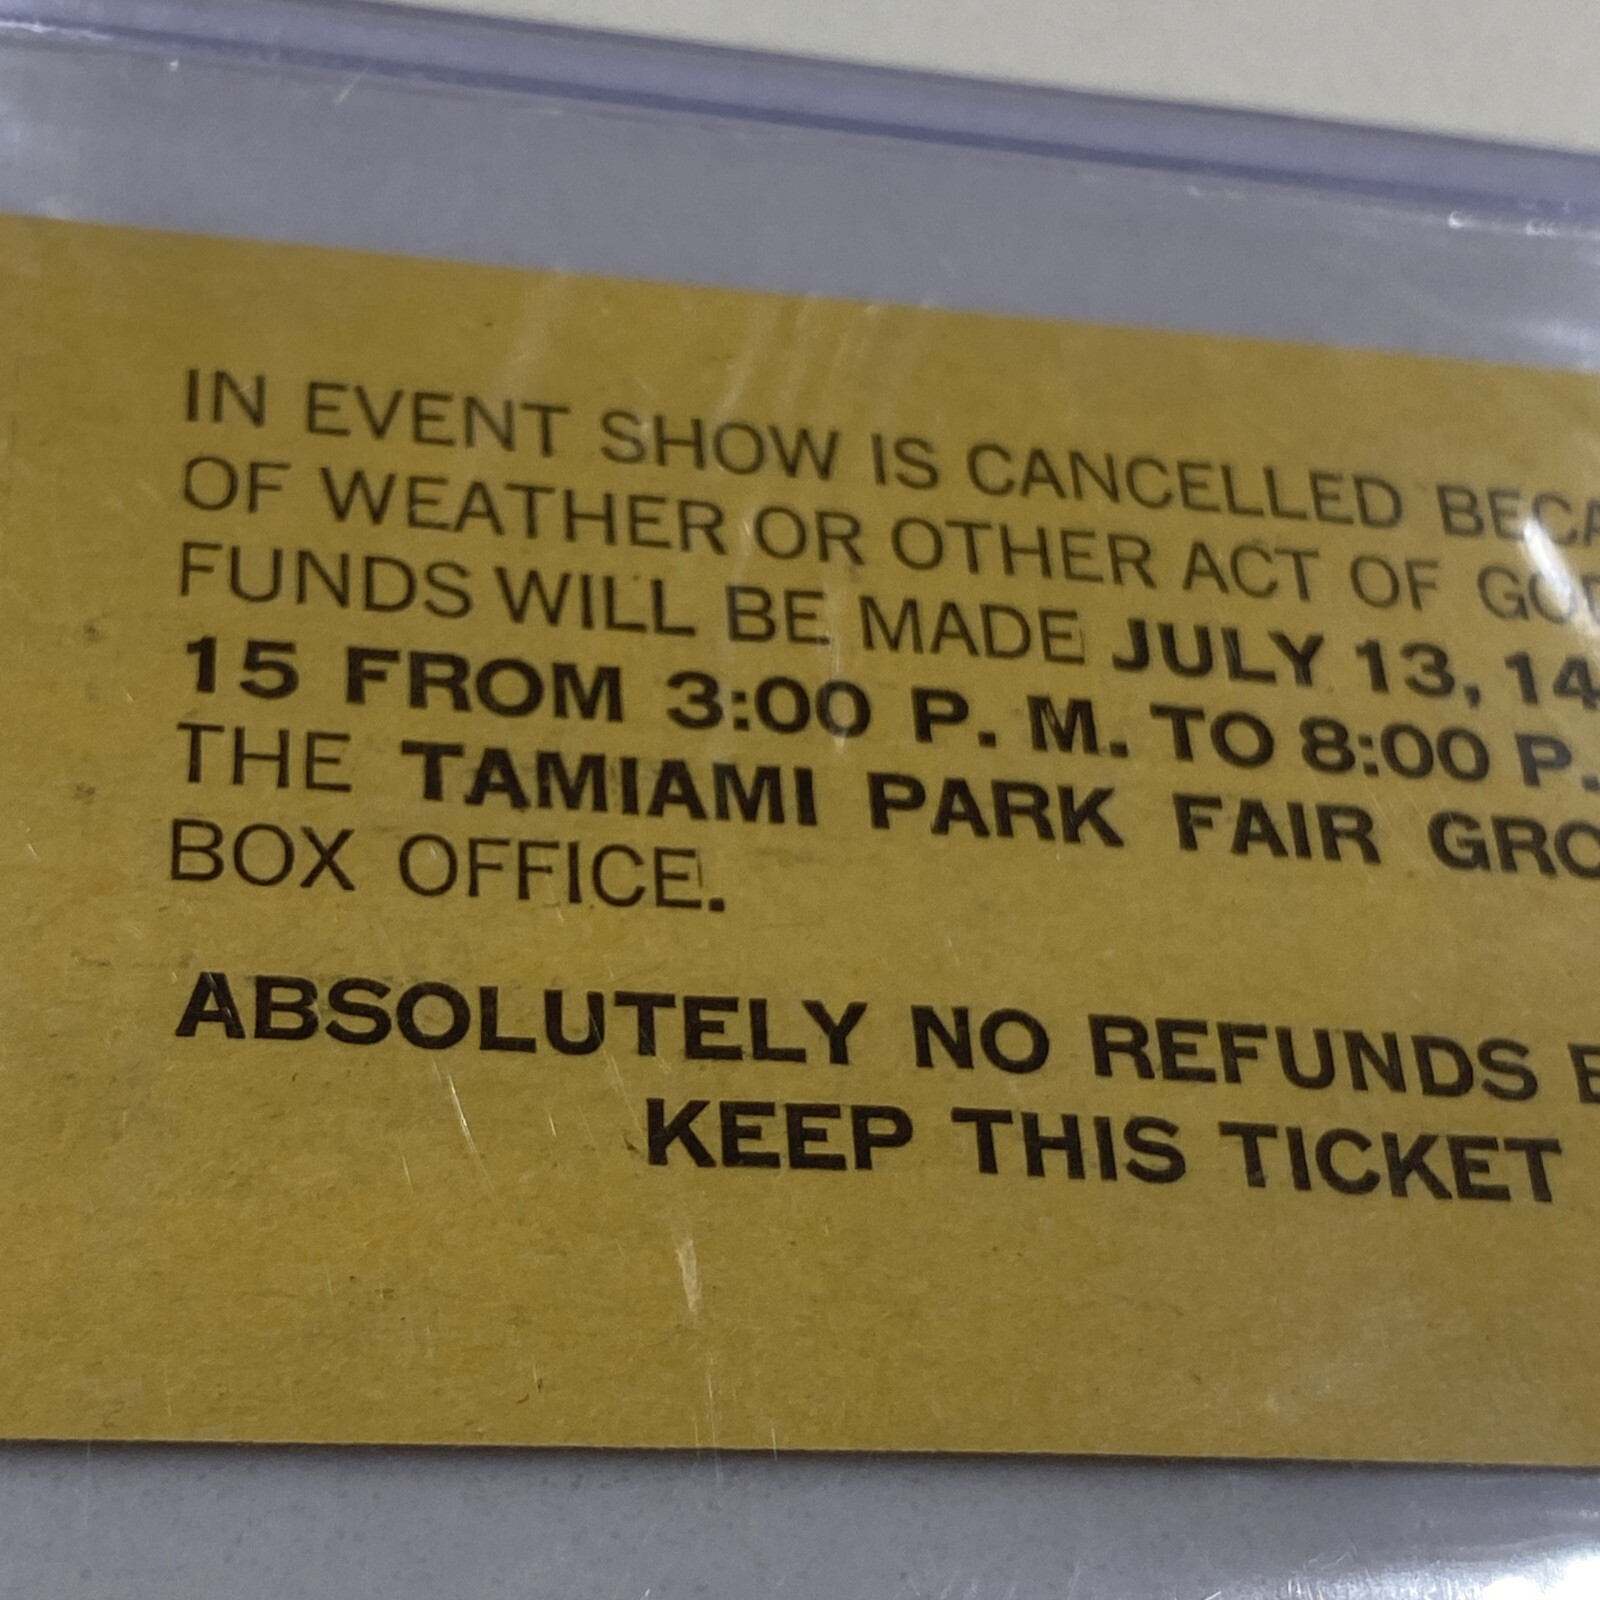 IN EVENT SHOW IS CANCELLED BECA
OF WEATHER OR OTHER ACT OF GOD
FUNDS WILL BE MADE JULY 13, 14
15 FROM 3:00 P. M. TO 8:00 P.
THE TAMIAMI PARK FAIR GRO
BOX OFFICE.
ABSOLUTELY NO REFUNDS E
KEEP THIS TICKET